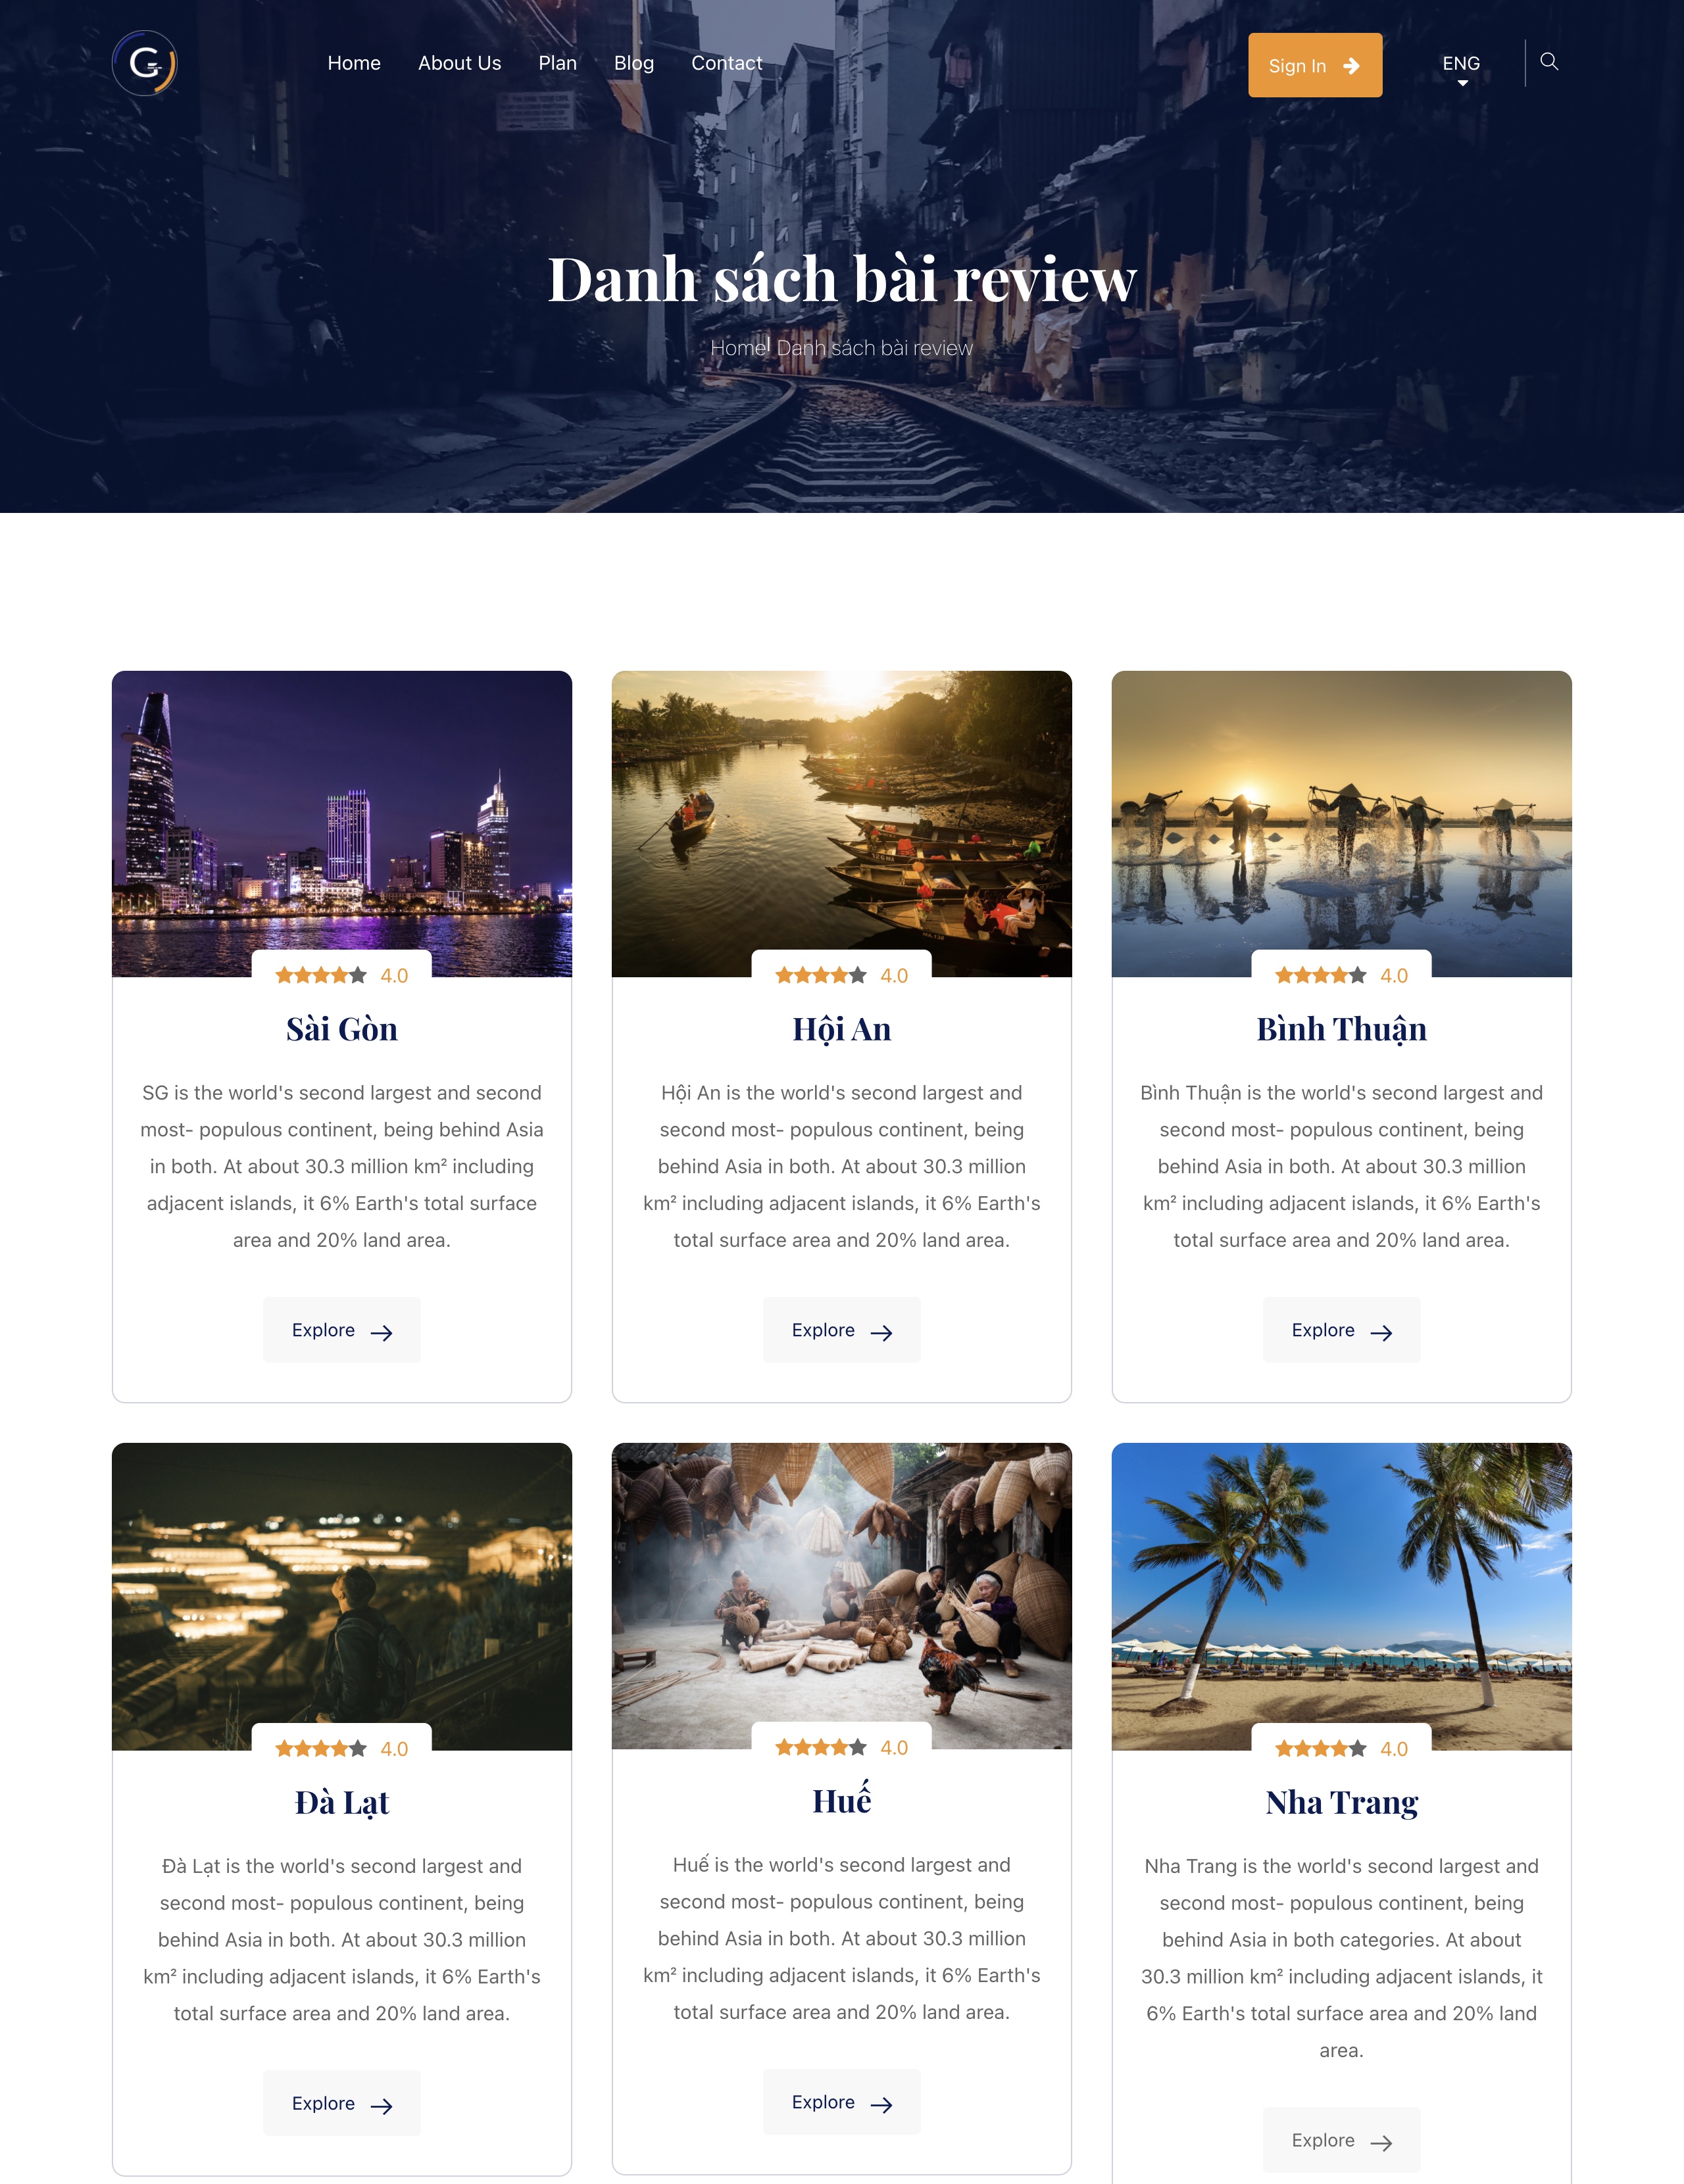 G
Home About Us Plan Blog Contact Sign In ENG
Danh sách bài review
Home| Danh sách bài review
4.0
Sài Gòn
SG is the world's second largest and second
most- populous continent, being behind Asia
in both. At about 30.3 million km² including
adjacent islands, it 6% Earth's total surface
area and 20% land area.
Explore
4.0
Hội An
Hội An is the world's second largest and
second most- populous continent, being
behind Asia in both. At about 30.3 million
km² including adjacent islands, it 6% Earth's
total surface area and 20% land area.
Explore
4.0
Bình Thuận
Bình Thuận is the world's second largest and
second most- populous continent, being
behind Asia in both. At about 30.3 million
km² including adjacent islands, it 6% Earth's
total surface area and 20% land area.
Explore
4.0
Đà Lạt
Đà Lạt is the world's second largest and
second most- populous continent, being
behind Asia in both. At about 30.3 million
km² including adjacent islands, it 6% Earth's
total surface area and 20% land area.
Explore
4.0
Huế
Huế is the world's second largest and
second most- populous continent, being
behind Asia in both. At about 30.3 million
km² including adjacent islands, it 6% Earth's
total surface area and 20% land area.
Explore
4.0
Nha Trang
Nha Trang is the world's second largest and
second most- populous continent, being
behind Asia in both categories. At about
30.3 million km² including adjacent islands, it
6% Earth's total surface area and 20% land
area.
Explore